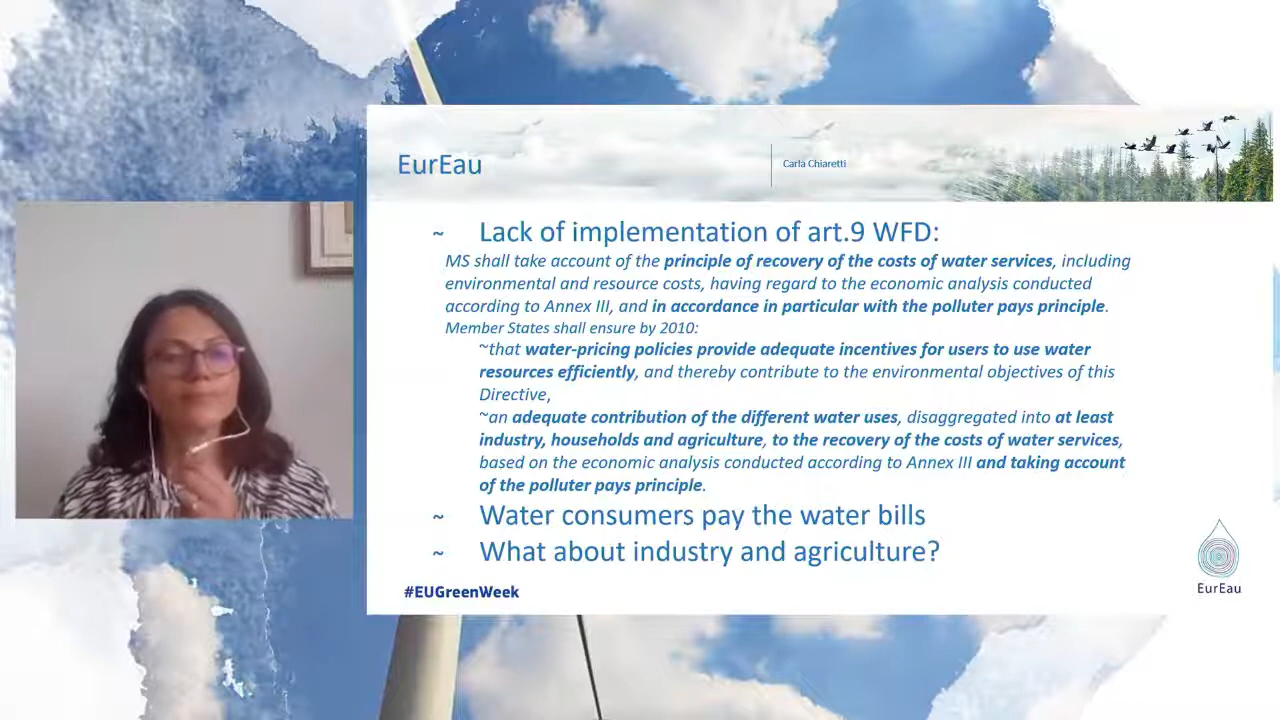 EurEau
Carla Chiaretti
~ Lack of implementation of art.9 WFD:
MS shall take account of the principle of recovery of the costs of water services, including
environmental and resource costs, having regard to the economic analysis conducted
according to Annex III, and in accordance in particular with the polluter pays principle.
Member States shall ensure by 2010:
~that water-pricing policies provide adequate incentives for users to use water
resources efficiently, and thereby contribute to the environmental objectives of this
Directive,
~an adequate contribution of the different water uses, disaggregated into at least
industry, households and agriculture, to the recovery of the costs of water services,
based on the economic analysis conducted according to Annex III and taking account
of the polluter pays principle.
~ Water consumers pay the water bills
~ What about industry and agriculture?
#EUGreenWeek
EurEau